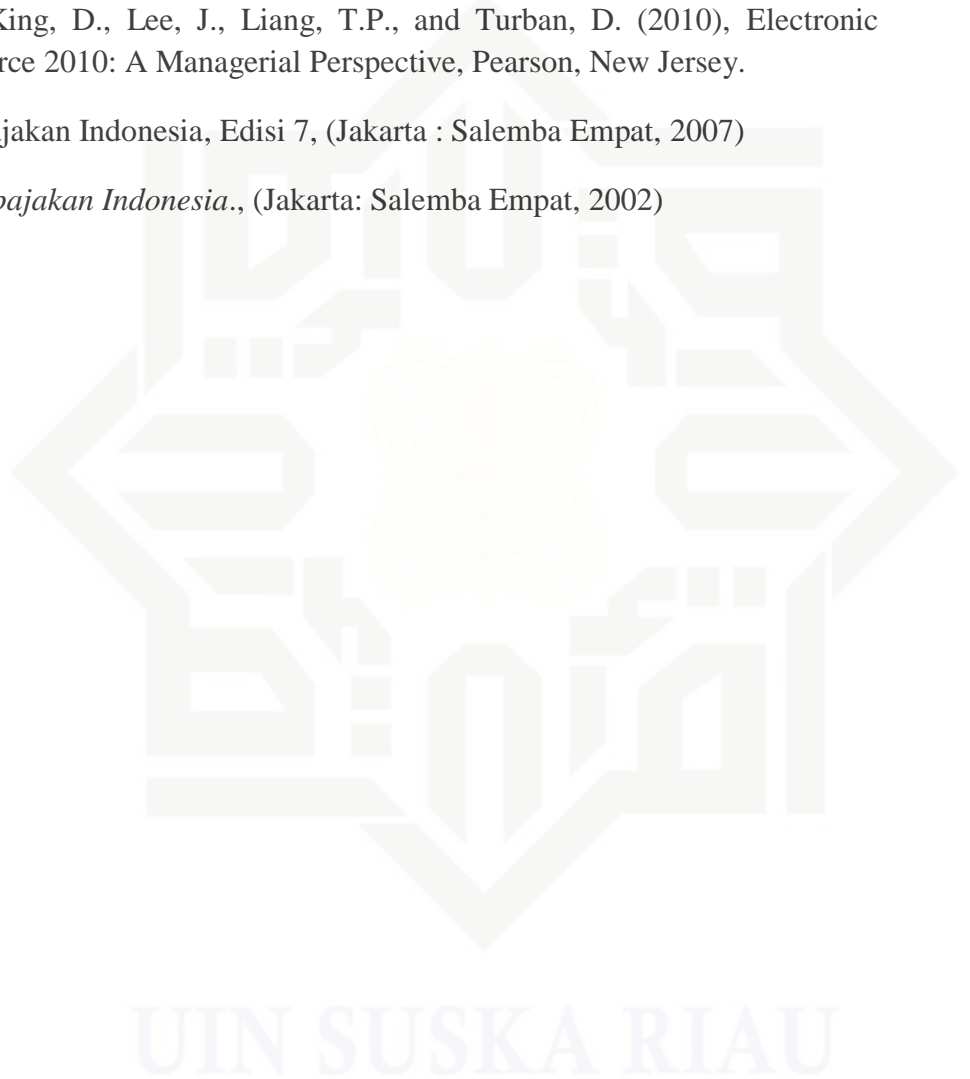 King, D., Lee, J., Liang, T.P., and Turban, D. (2010), Electronic
rce 2010: A Managerial Perspective, Pearson, New Jersey.
jakan Indonesia, Edisi 7, (Jakarta : Salemba Empat, 2007)
pajakan Indonesia., (Jakarta: Salemba Empat, 2002)
UIN SUSKA RIAU